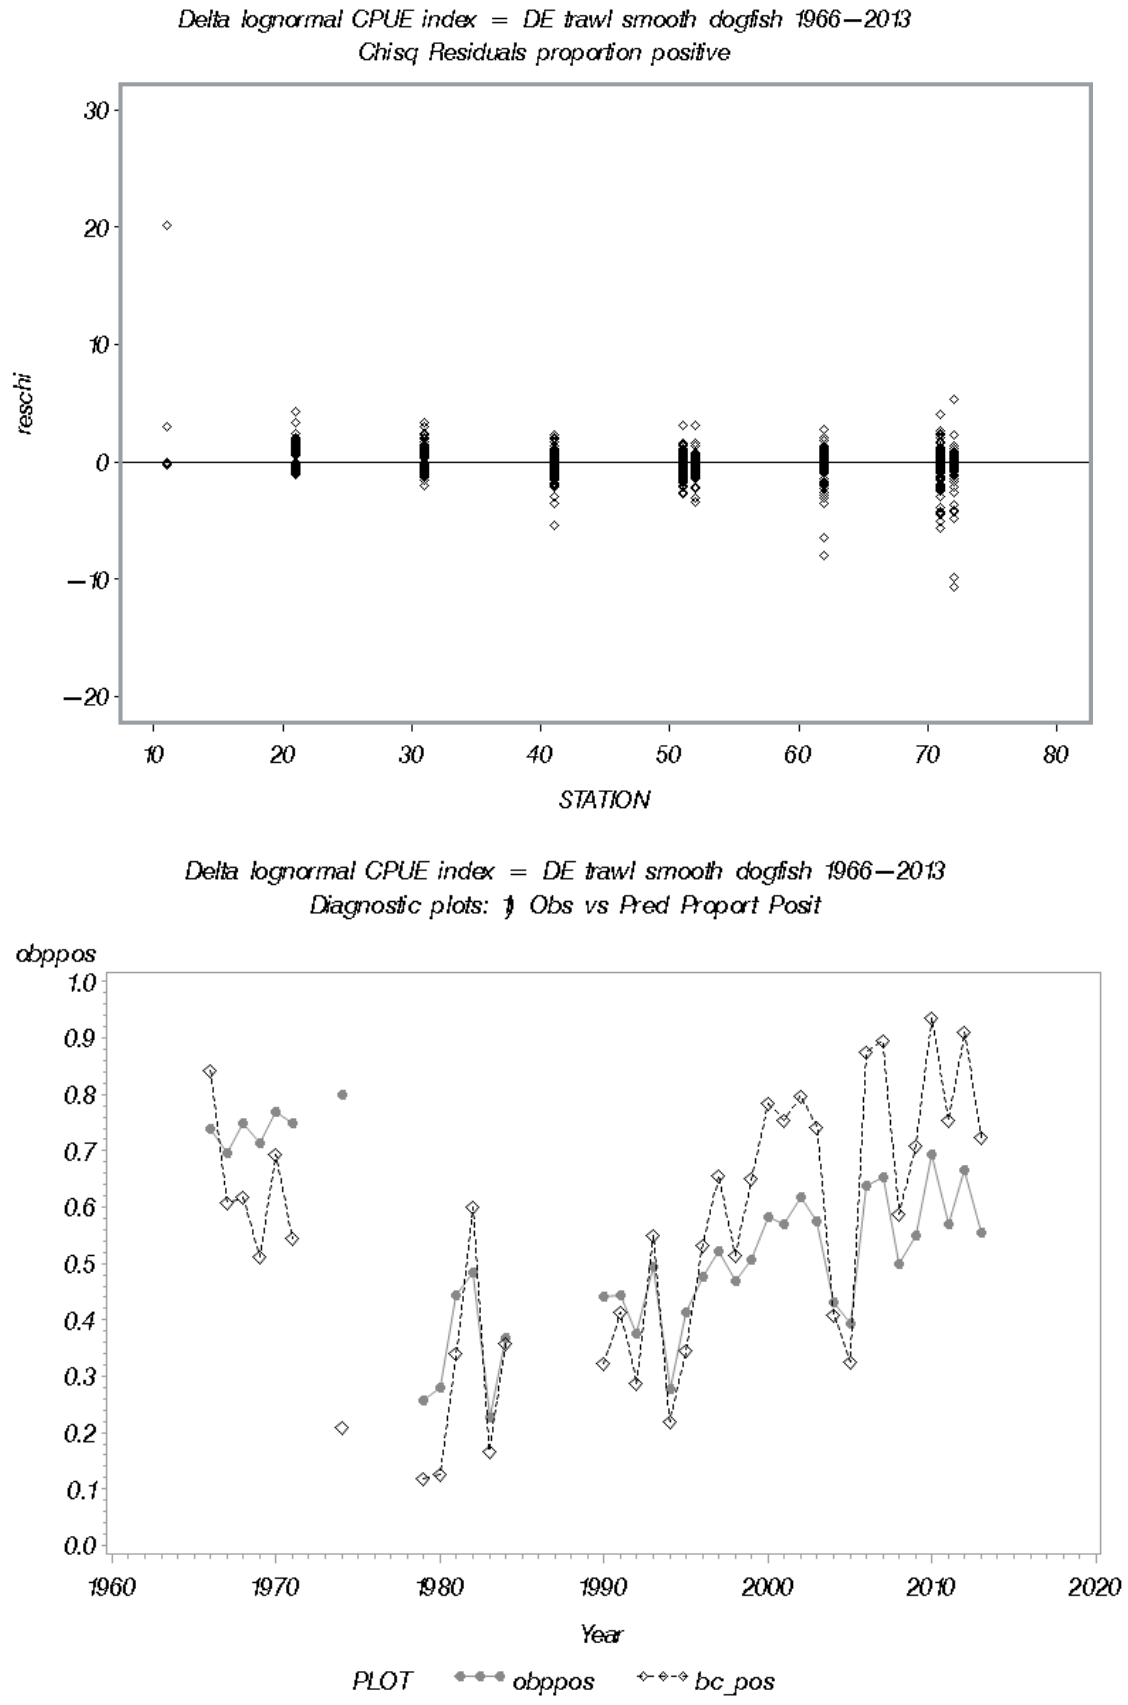 Delta lognormal CPUE index = DE trawl smooth dogfish 1966-2013
Chisq Residuals proportion positive
30
20
10
0
-10
-20
reschi
10 20 30 40 50 60 70 80
STATION
Delta lognormal CPUE index = DE trawl smooth dogfish 1966-2013
Diagnostic plots: 1) Obs vs Pred Proport Posit
obppos
1.0
0.9
0.8
0.7
0.6
0.5
0.4
0.3
0.2
0.1
0.0
1960 1970 1980 1990 2000 2010 2020
Year
PLOT obppos bc_pos